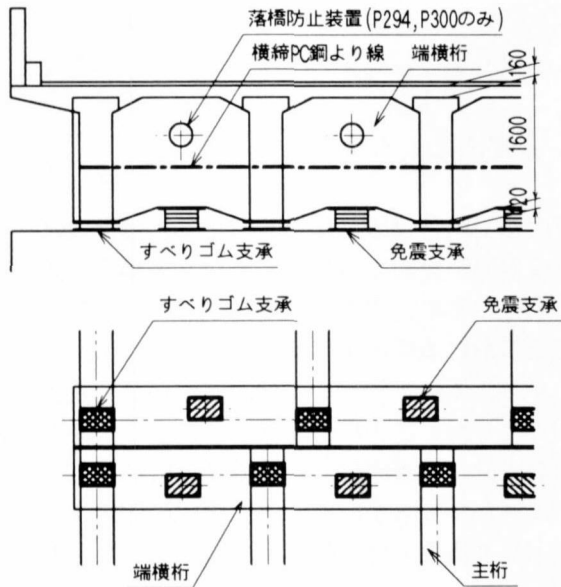 落橋防止装置(P294,P300のみ)
横締PC鋼より線 端横桁
160
1600
すべりゴム支承 免震支承
すべりゴム支承 免震支承
端横桁 主桁